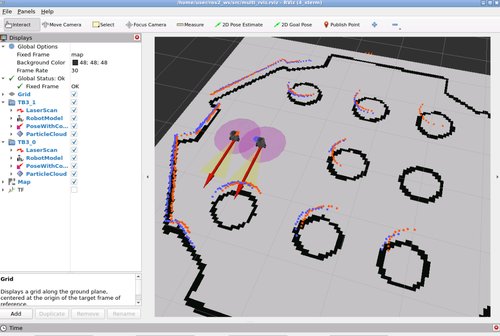 /home/user/ros2_ws/src/multi_rviz.rviz* - RViz (4_xterm)
File Panels Help
Interact Move Camera Select Focus Camera Measure 2D Pose Estimate 2D Goal Pose Publish Point
Displays
Global Options
Fixed Frame map
Background Color 48; 48; 48
Frame Rate 30
Global Status: Ok
Fixed Frame OK
Grid
TB3_1
LaserScan
RobotModel
PoseWithCo...
ParticleCloud
TB3_0
LaserScan
RobotModel
PoseWithCo...
ParticleCloud
Map
TF
Grid
Displays a grid along the ground plane,
centered at the origin of the target frame of
reference.
Add Duplicate Remove Rename
Time